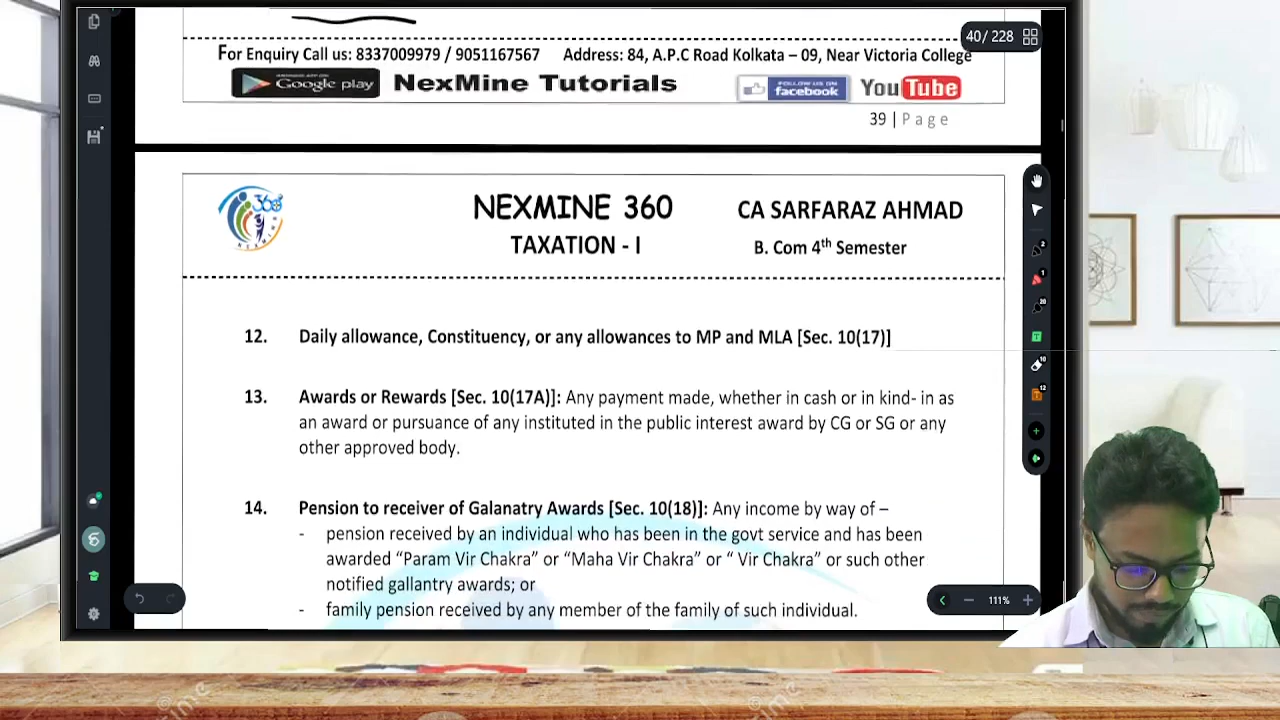 40 / 228
For Enquiry Call us: 8337009979 / 9051167567 Address: 84, A.P.C Road Kolkata – 09, Near Victoria College
Google play NexMine Tutorials FOLLOW US ON facebook YouTube
39 | Page
360
NEXMINE 360 CA SARFARAZ AHMAD
TAXATION - I B. Com 4th Semester
12. Daily allowance, Constituency, or any allowances to MP and MLA [Sec. 10(17)]
13. Awards or Rewards [Sec. 10(17A)]: Any payment made, whether in cash or in kind- in as
an award or pursuance of any instituted in the public interest award by CG or SG or any
other approved body.
14. Pension to receiver of Galanatry Awards [Sec. 10(18)]: Any income by way of –
- pension received by an individual who has been in the govt service and has been
awarded “Param Vir Chakra” or “Maha Vir Chakra” or “ Vir Chakra” or such other
notified gallantry awards; or
- family pension received by any member of the family of such individual.
111%